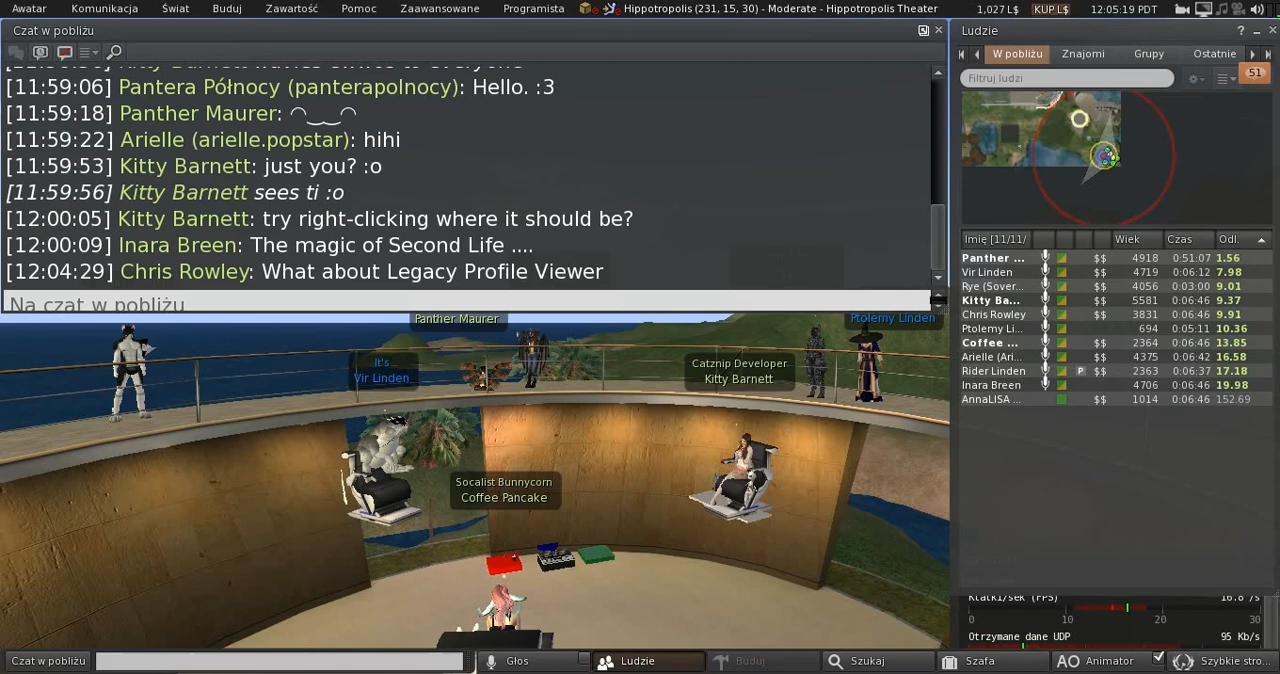 Awatar Komunikacja Świat Buduj Zawartość Pomoc Zaawansowane Programista Hippotropolis (231, 15, 30) - Moderate - Hippotropolis Theater 1,027 L$ KUP L$ 12:05:19 PDT
Czat w pobliżu
[11:59:06] Pantera Północy (panterapolnocy): Hello. :3
[11:59:18] Panther Maurer: ◠‿‿◠
[11:59:22] Arielle (arielle.popstar): hihi
[11:59:53] Kitty Barnett: just you? :o
[11:59:56] Kitty Barnett sees ti :o
[12:00:05] Kitty Barnett: try right-clicking where it should be?
[12:00:09] Inara Breen: The magic of Second Life ....
[12:04:29] Chris Rowley: What about Legacy Profile Viewer
Na czat w pobliżu
Panther Maurer
Ptolemy Linden
It's
Vir Linden
Catznip Developer
Kitty Barnett
Socalist Bunnycorn
Coffee Pancake
Ludzie
W pobliżu Znajomi Grupy Ostatnie
Filtruj ludzi
51
Imię [11/11/ Wiek Czas Odl.
Panther ... $$ 4918 0:51:07 1.56
Vir Linden 4719 0:06:12 7.98
Rye (Sover... $$ 4056 0:03:00 9.01
Kitty Ba... $$ 5581 0:06:46 9.37
Chris Rowley $$ 3831 0:06:46 9.91
Ptolemy Li... 694 0:05:11 10.36
Coffee ... $$ 2364 0:06:46 13.85
Arielle (Ari... 4375 0:06:42 16.58
Rider Linden P $$ 2363 0:06:37 17.18
Inara Breen 4706 0:06:46 19.98
AnnaLISA ... $$ 1014 0:06:46 152.69
Klatki/sek (FPS) 16.8 /s
0 10 20 30
Otrzymane dane UDP 95 Kb/s
Czat w pobliżu Głos Ludzie Buduj Szukaj Szafa AO Animator Szybkie stro...